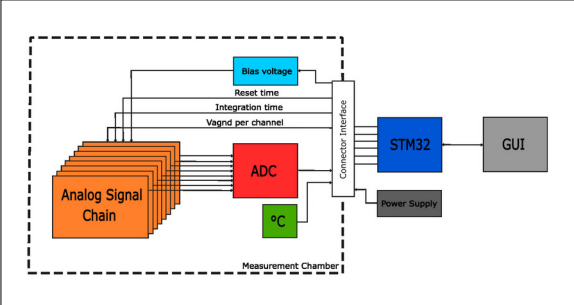 Bias voltage
Reset time
Integration time
Vagnd per channel
Connector Interface
STM32
GUI
ADC
Analog Signal
Chain
Power Supply
ºC
Measurement Chamber